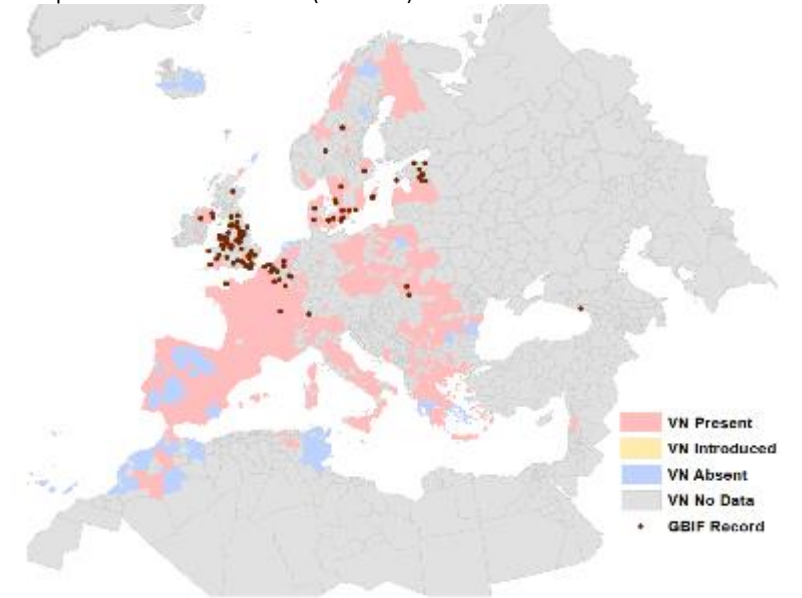 VN Present
VN Introduced
VN Absent
VN No Data
GBIF Record